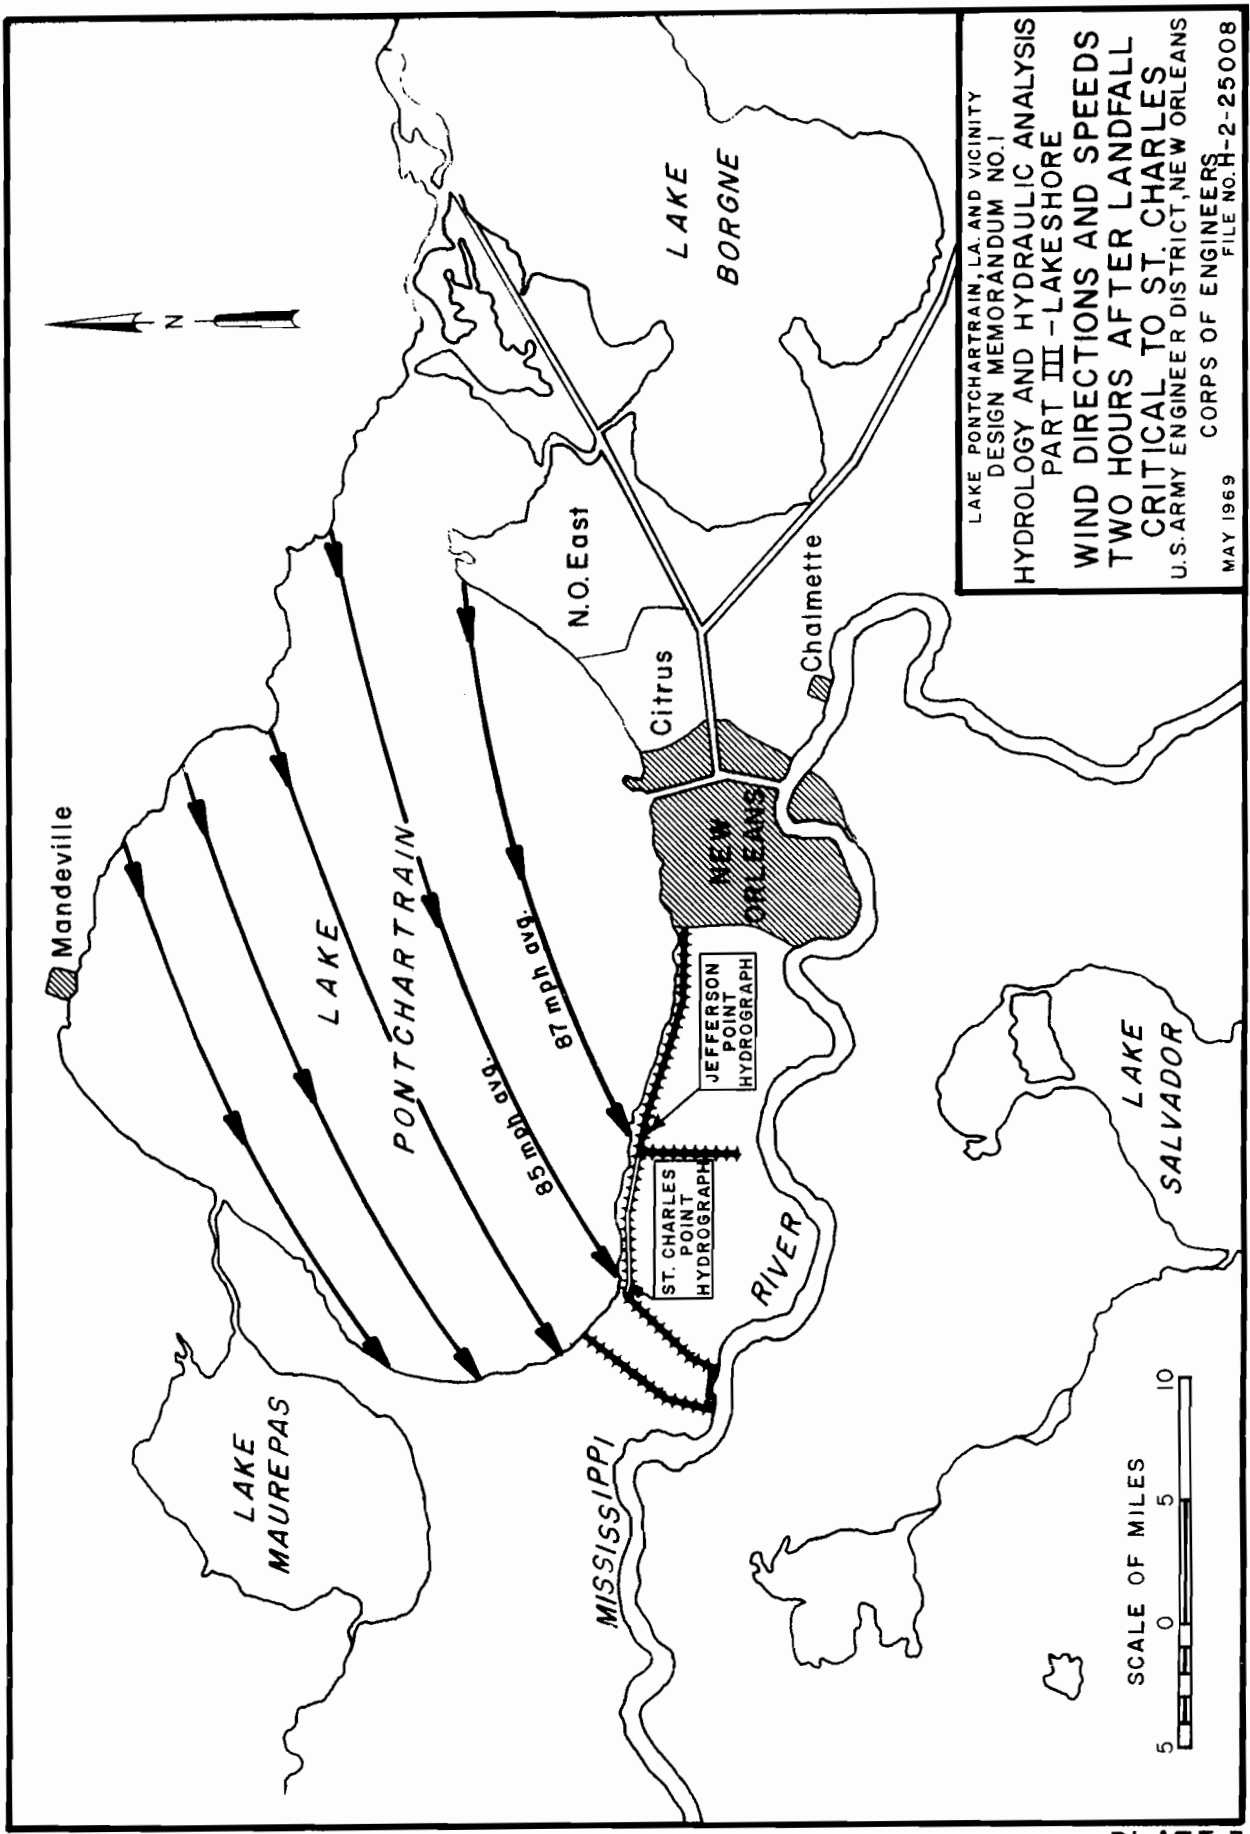 Mandeville
N
LAKE
PONTCHARTRAIN
LAKE
MAUREPAS
85 mph avg.
87 mph avg.
N.O. East
Citrus
LAKE
BORGNE
NEW
ORLEANS
Chalmette
JEFFERSON
POINT
HYDROGRAPH
ST. CHARLES
POINT
HYDROGRAPH
MISSISSIPPI
RIVER
LAKE
SALVADOR
SCALE OF MILES
5 0 5 10
LAKE PONTCHARTRAIN, LA. AND VICINITY
DESIGN MEMORANDUM NO. 1
HYDROLOGY AND HYDRAULIC ANALYSIS
PART III - LAKESHORE
WIND DIRECTIONS AND SPEEDS
TWO HOURS AFTER LANDFALL
CRITICAL TO ST. CHARLES
U.S. ARMY ENGINEER DISTRICT, NEW ORLEANS
CORPS OF ENGINEERS
MAY 1969 FILE NO. H-2-25008